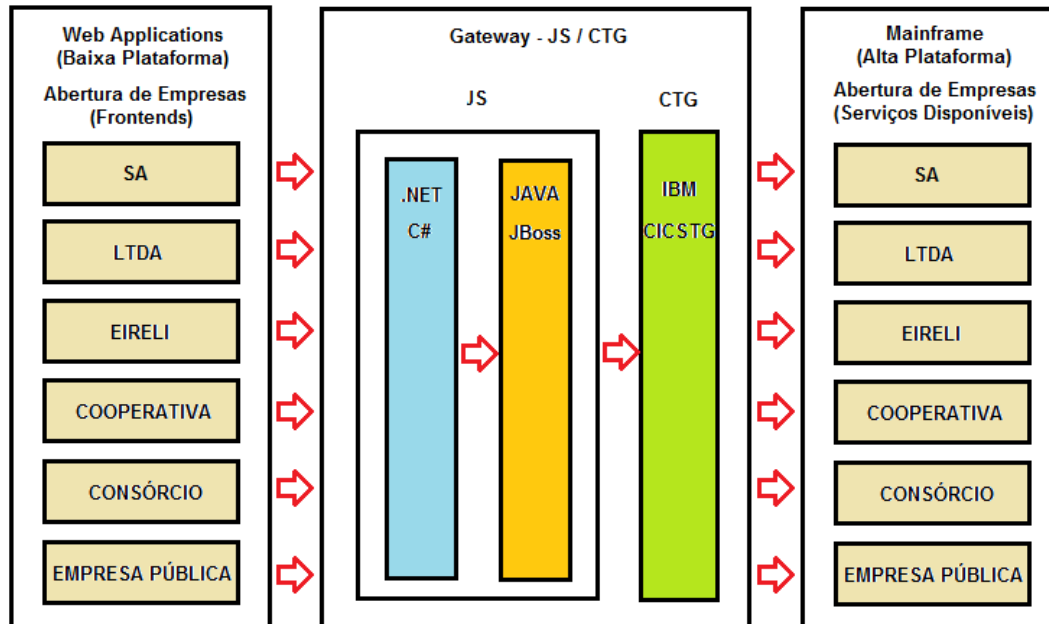 Web Applications
(Baixa Plataforma)
Abertura de Empresas
(Frontends)
SA
LTDA
EIRELI
COOPERATIVA
CONSÓRCIO
EMPRESA PÚBLICA
Gateway - JS / CTG
JS
CTG
.NET
C#
JAVA
JBoss
IBM
CICSTG
Mainframe
(Alta Plataforma)
Abertura de Empresas
(Serviços Disponíveis)
SA
LTDA
EIRELI
COOPERATIVA
CONSÓRCIO
EMPRESA PÚBLICA